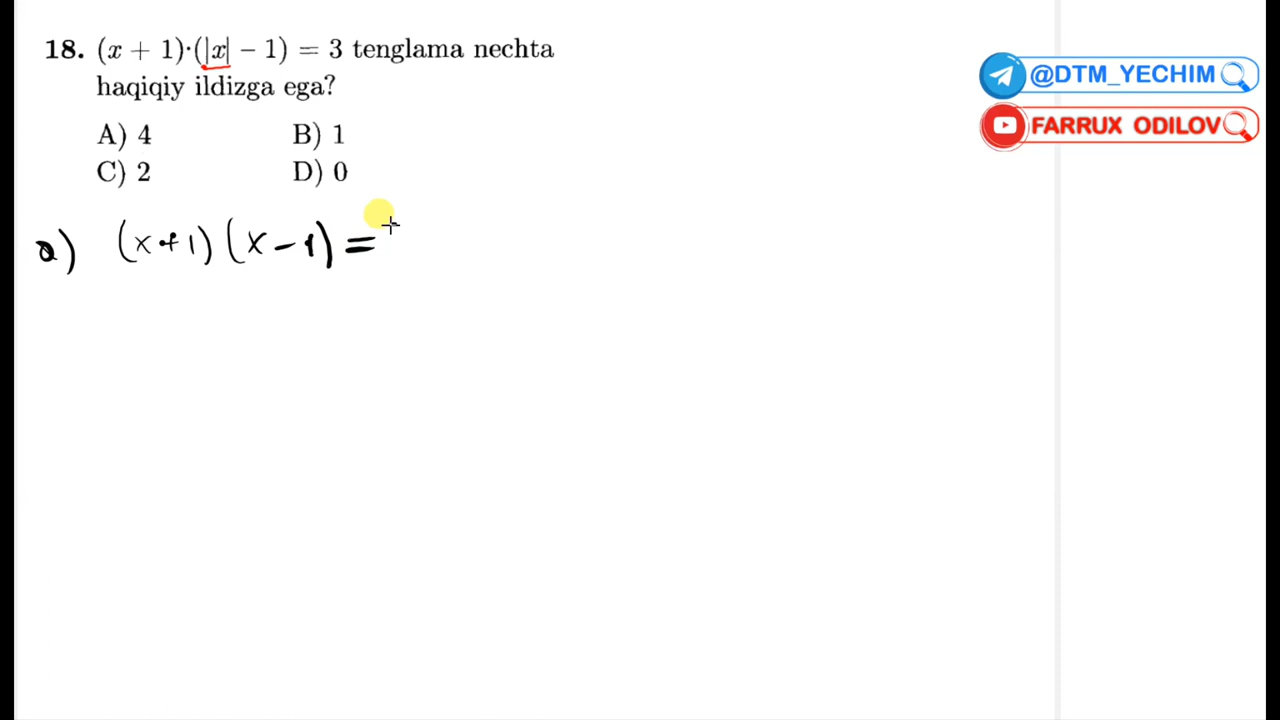 18. (x + 1)·(|x| − 1) = 3 tenglama nechta
haqiqiy ildizga ega?
A) 4 B) 1
C) 2 D) 0
a) (x+1)(x−1)=
@DTM_YECHIM
FARRUX ODILOV